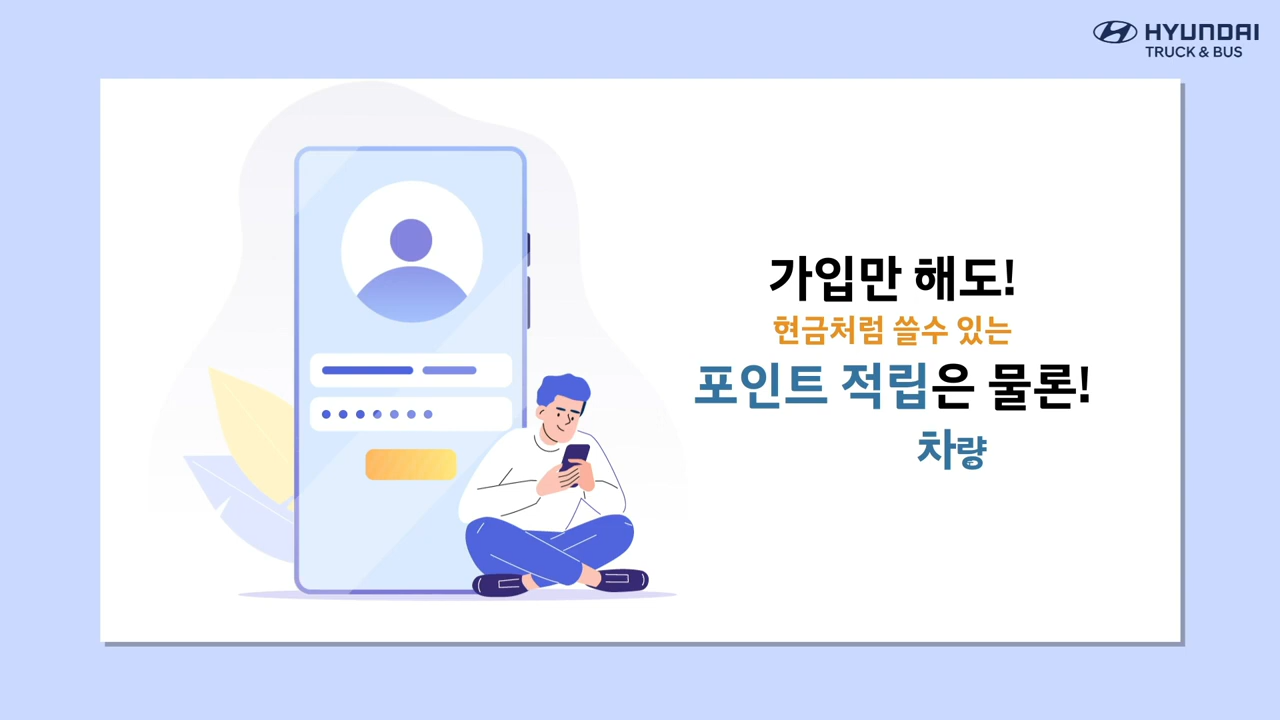 HYUNDAI
TRUCK & BUS
가입만 해도!
현금처럼 쓸수 있는
포인트 적립은 물론!
차량